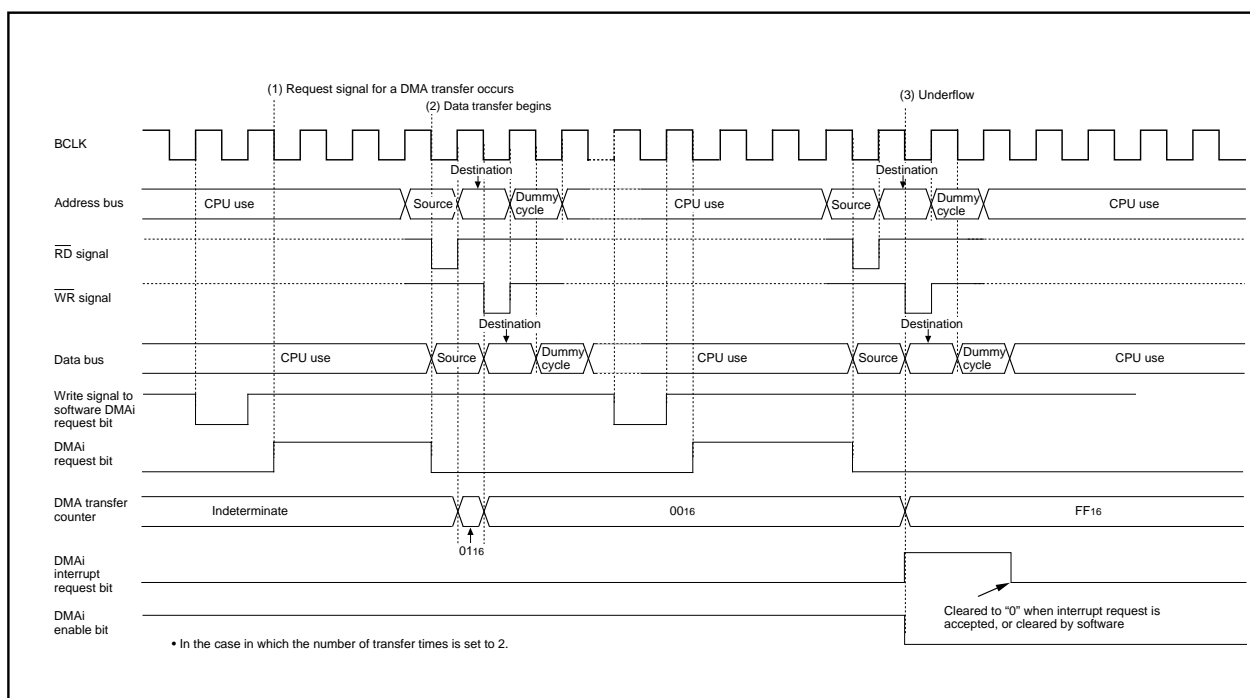 (1) Request signal for a DMA transfer occurs
(2) Data transfer begins
(3) Underflow
BCLK
Destination
Destination
Address bus
CPU use
Source
Dummy
cycle
CPU use
Source
Dummy
cycle
CPU use
RD signal
WR signal
Destination
Destination
Data bus
CPU use
Source
Dummy
cycle
CPU use
Source
Dummy
cycle
CPU use
Write signal to
software DMAi
request bit
DMAi
request bit
DMA transfer
counter
Indeterminate
0116
0016
FF16
DMAi
interrupt
request bit
Cleared to “0” when interrupt request is
accepted, or cleared by software
DMAi
enable bit
• In the case in which the number of transfer times is set to 2.